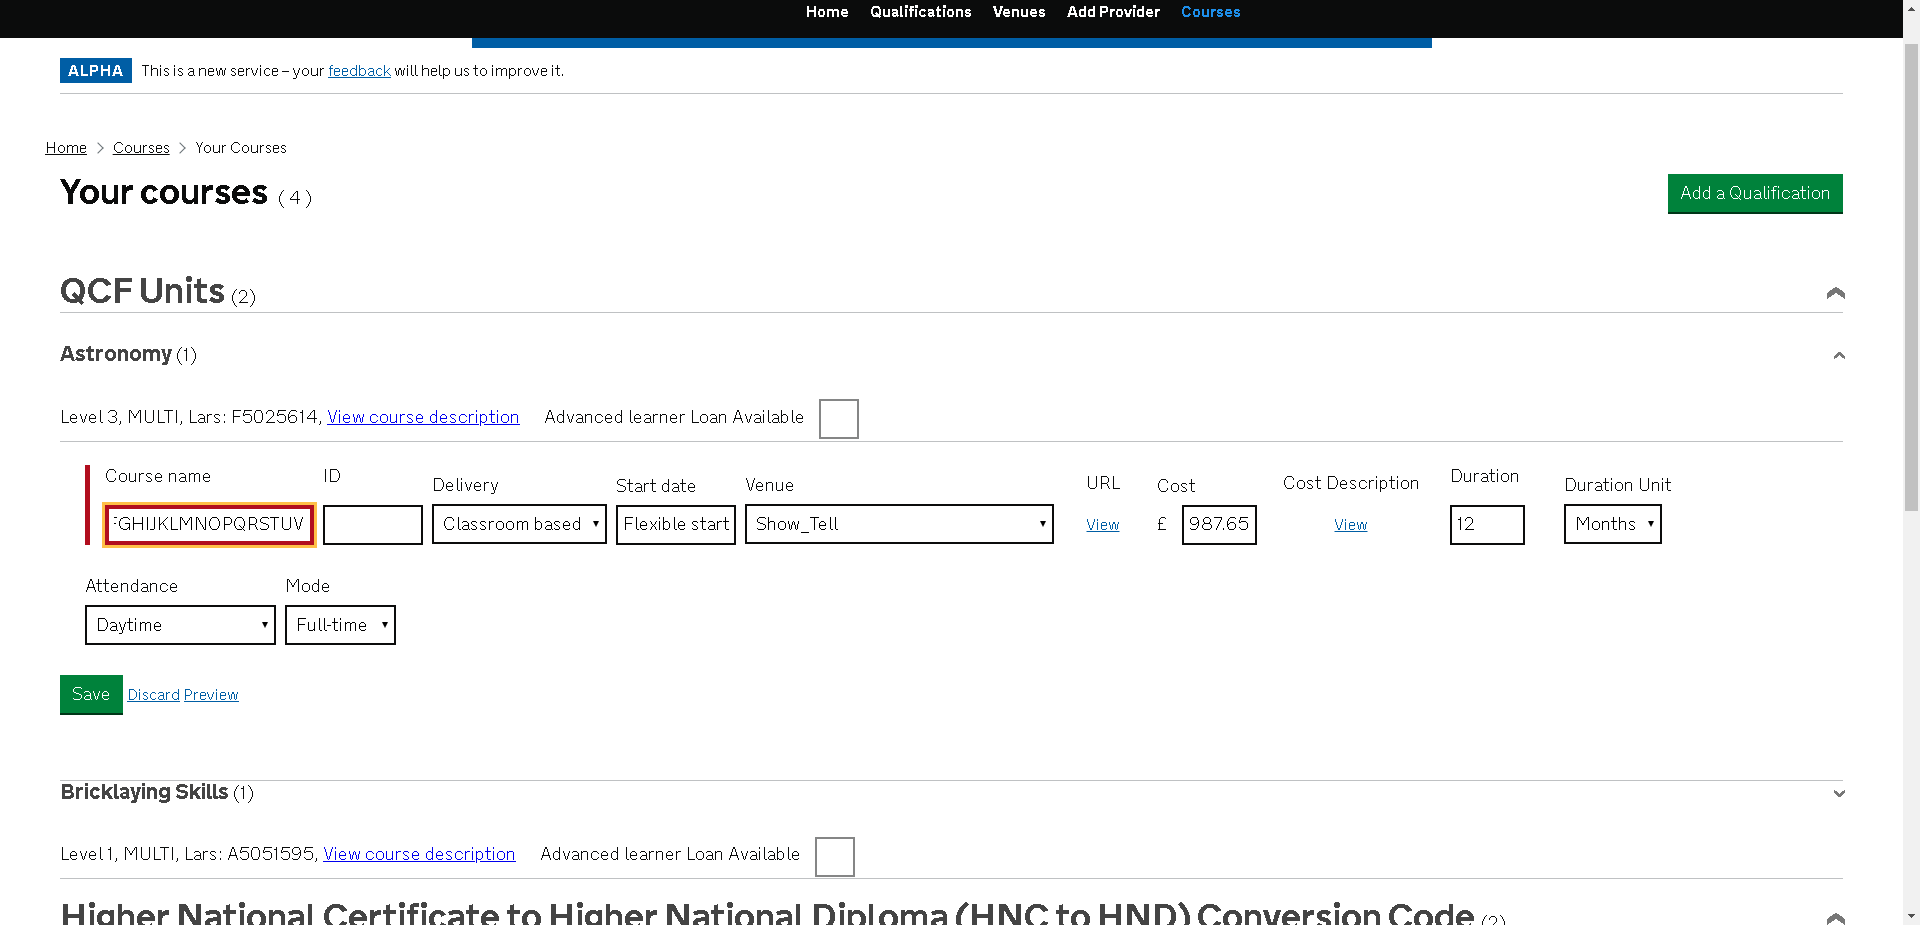 Home Qualifications Venues Add Provider Courses
ALPHA This is a new service – your feedback will help us to improve it.
Home > Courses > Your Courses
Your courses ( 4 )
Add a Qualification
QCF Units (2)
Astronomy (1)
Level 3, MULTI, Lars: F5025614, View course description Advanced learner Loan Available
Course name ID Delivery Start date Venue URL Cost Cost Description Duration Duration Unit
FGHIJKLMNOPQRSTUV Classroom based Flexible start Show_Tell View £ 987.65 View 12 Months
Attendance Mode
Daytime Full-time
Save Discard Preview
Bricklaying Skills (1)
Level 1, MULTI, Lars: A5051595, View course description Advanced learner Loan Available
Higher National Certificate to Higher National Diploma (HNC to HND) Conversion Code (2)